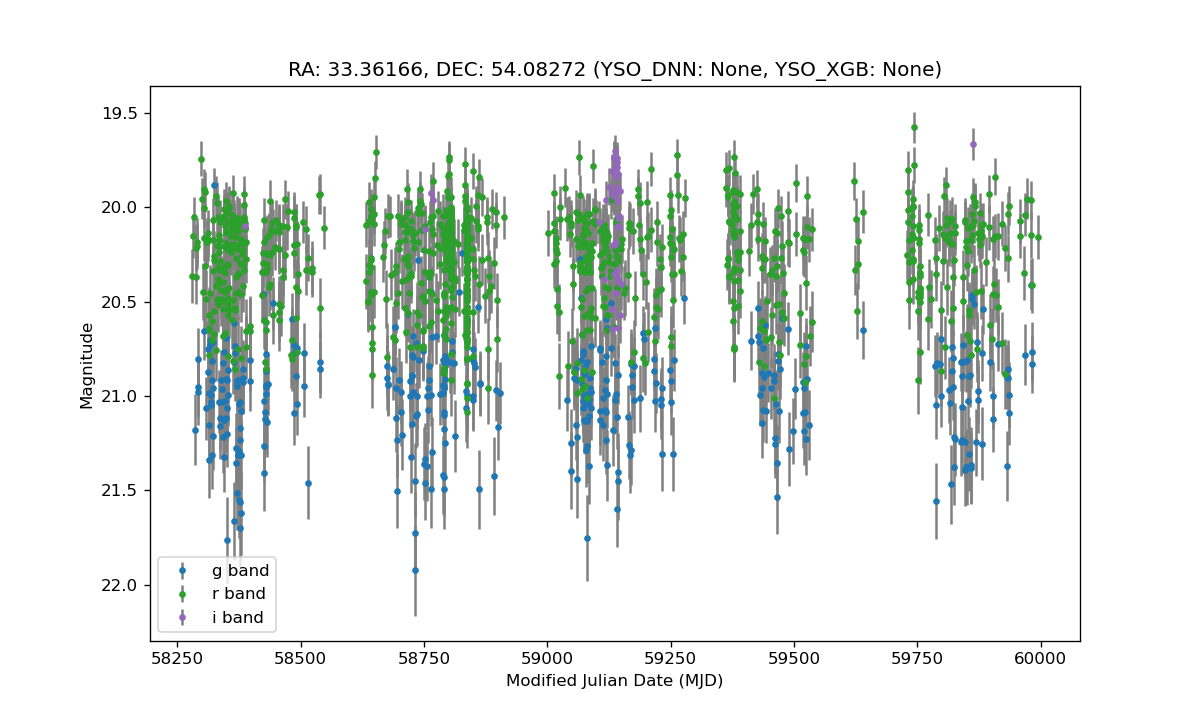 RA: 33.36166, DEC: 54.08272 (YSO_DNN: None, YSO_XGB: None)
19.5
20.0
20.5
21.0
21.5
22.0
Magnitude
g band
r band
i band
58250 58500 58750 59000 59250 59500 59750 60000
Modified Julian Date (MJD)